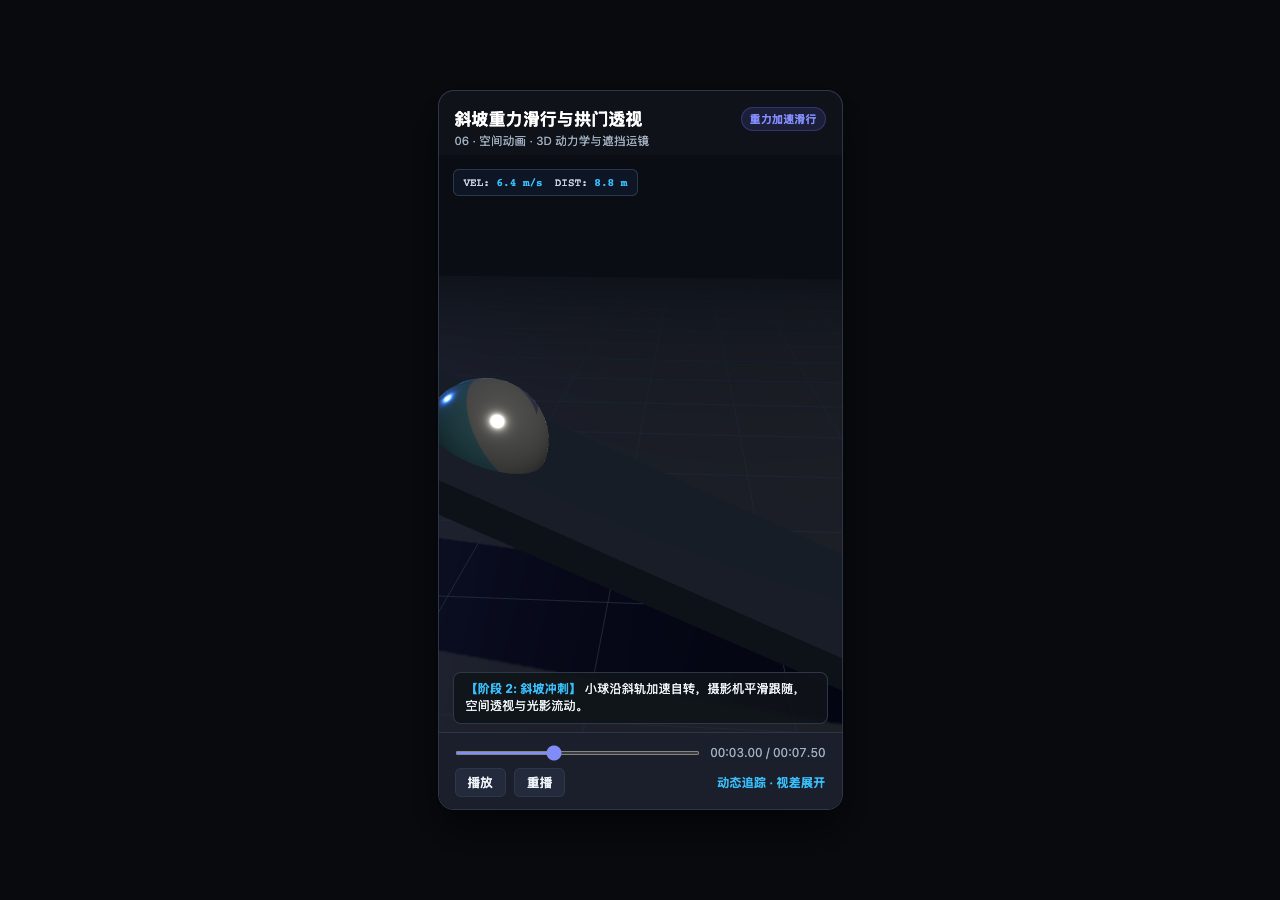 斜坡重力滑行与拱门透视
重力加速滑行
06 · 空间动画 · 3D 动力学与遮挡运镜
VEL: 6.4 m/s DIST: 8.8 m
【阶段 2: 斜坡冲刺】 小球沿斜轨加速自转，摄影机平滑跟随，
空间透视与光影流动。
00:03.00 / 00:07.50
播放 重播 动态追踪 · 视差展开